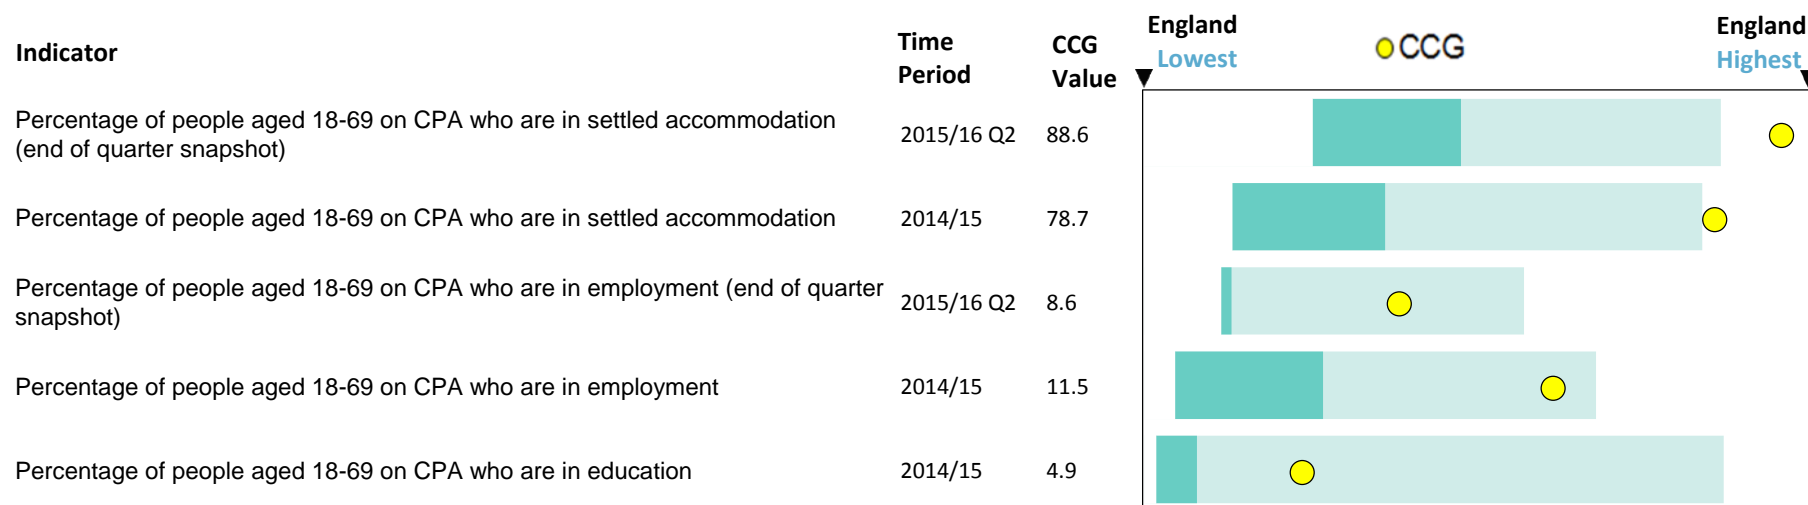 Indicator
Time
Period
CCG
Value
England
Lowest
CCG
England
Highest
Percentage of people aged 18-69 on CPA who are in settled accommodation
(end of quarter snapshot)
2015/16 Q2
88.6
Percentage of people aged 18-69 on CPA who are in settled accommodation
2014/15
78.7
Percentage of people aged 18-69 on CPA who are in employment (end of quarter
snapshot)
2015/16 Q2
8.6
Percentage of people aged 18-69 on CPA who are in employment
2014/15
11.5
Percentage of people aged 18-69 on CPA who are in education
2014/15
4.9